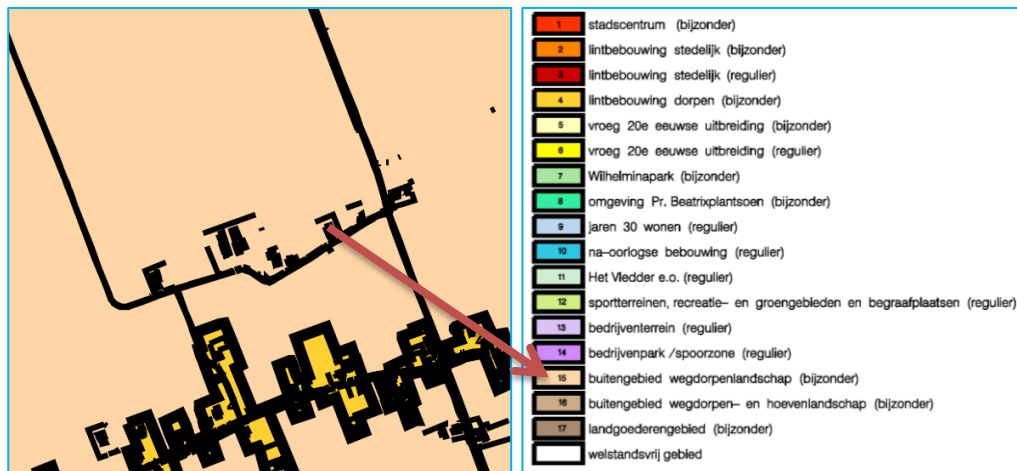 1 stadscentrum (bijzonder)
2 lintbebouwing stedelijk (bijzonder)
3 lintbebouwing stedelijk (regulier)
4 lintbebouwing dorpen (bijzonder)
5 vroeg 20e eeuwse uitbreiding (bijzonder)
6 vroeg 20e eeuwse uitbreiding (regulier)
7 Wilhelminapark (bijzonder)
8 omgeving Pr. Beatrixplantsoen (bijzonder)
9 jaren 30 wonen (regulier)
10 na-oorlogse bebouwing (regulier)
11 Het Vledder e.o. (regulier)
12 sportterreinen, recreatie- en groengebieden en begraafplaatsen (regulier)
13 bedrijventerrein (regulier)
14 bedrijvenpark/spoorzone (regulier)
15 buitengebied wegdorpenlandschap (bijzonder)
16 buitengebied wegdorpen- en hoevenlandschap (bijzonder)
17 landgoederengebied (bijzonder)
welstandsvrij gebied